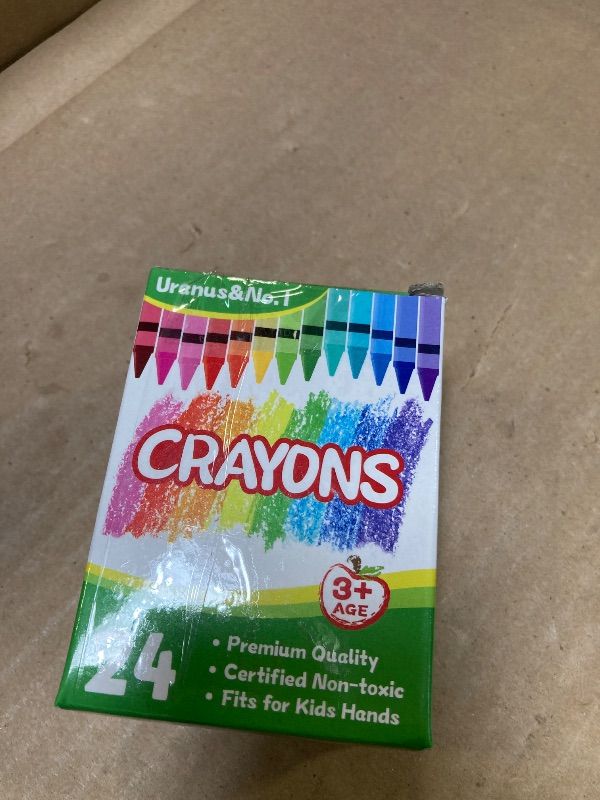 Uranus&No.1
CRAYONS
3+
AGE
24
• Premium Quality
• Certified Non-toxic
• Fits for Kids Hands